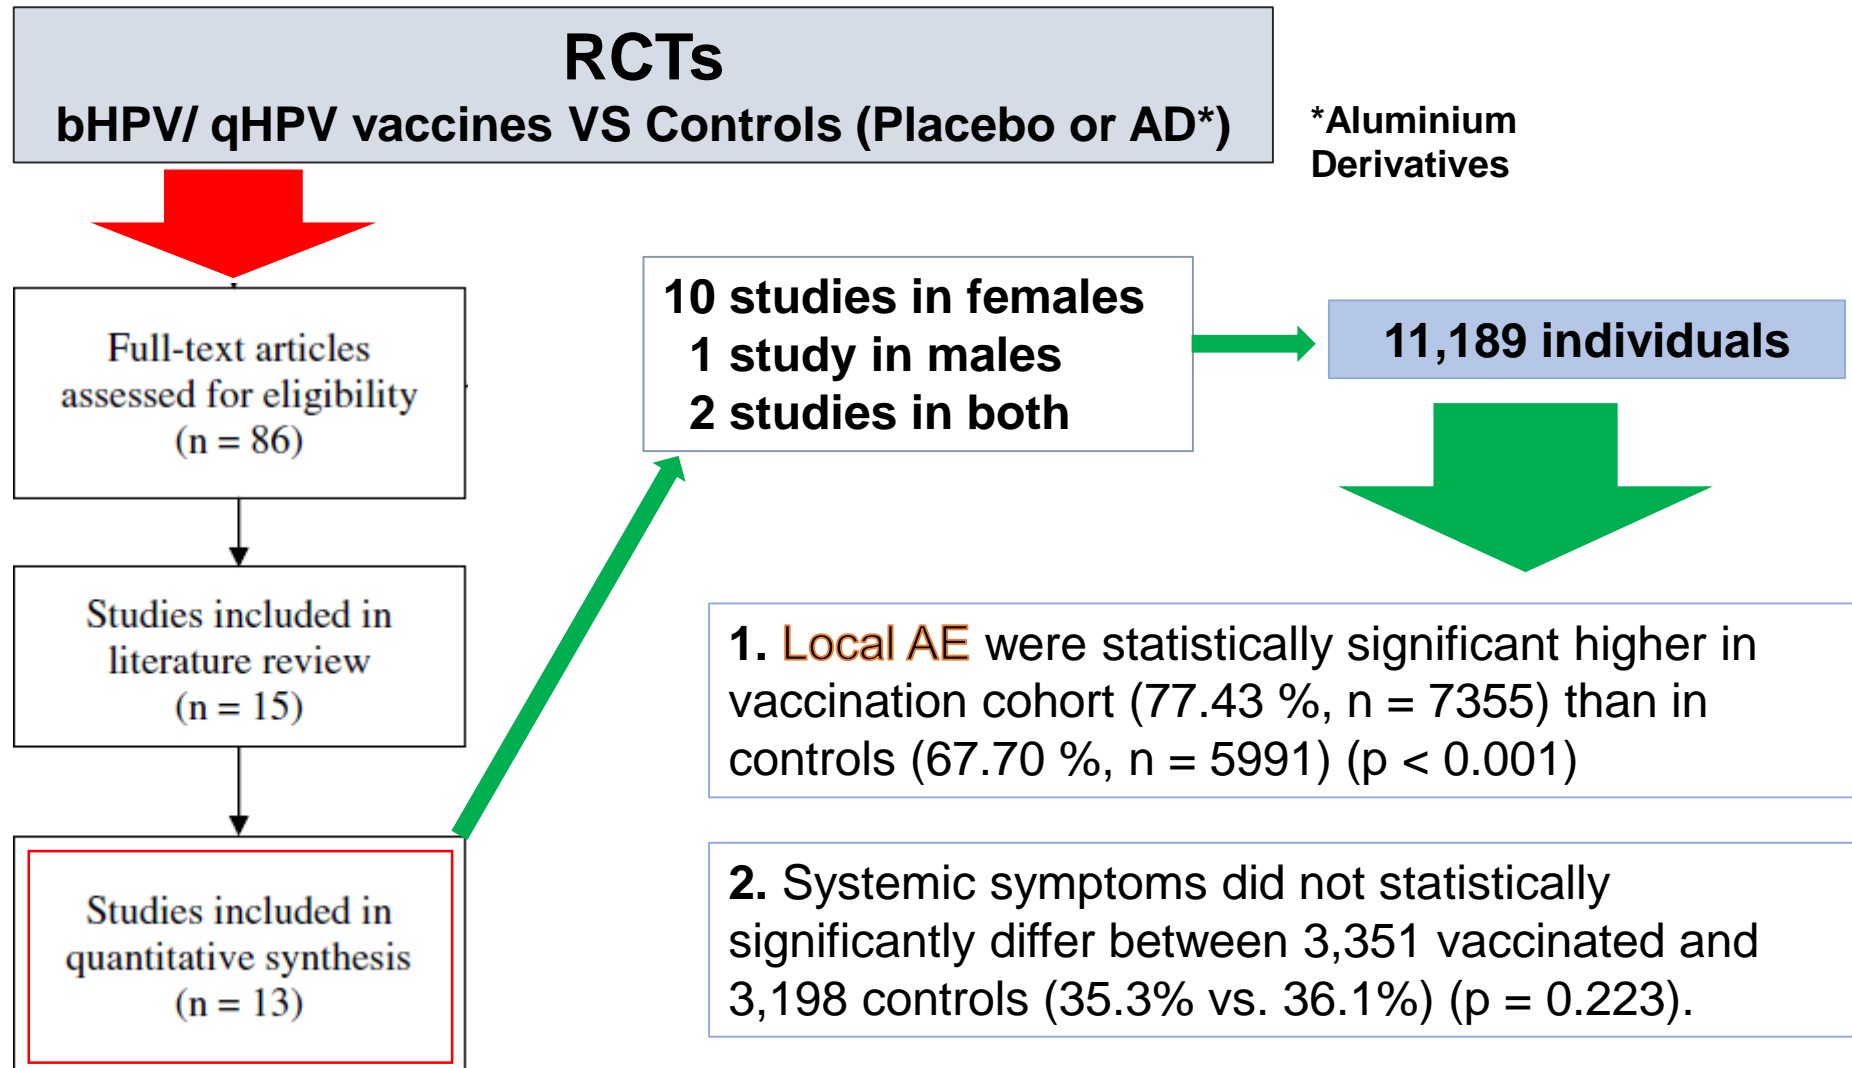 RCTs
bHPV/ qHPV vaccines VS Controls (Placebo or AD*)
*Aluminium
Derivatives
Full-text articles
assessed for eligibility
(n = 86)
Studies included in
literature review
(n = 15)
Studies included in
quantitative synthesis
(n = 13)
10 studies in females
1 study in males
2 studies in both
11,189 individuals
1. Local AE were statistically significant higher in
vaccination cohort (77.43 %, n = 7355) than in
controls (67.70 %, n = 5991) (p < 0.001)
2. Systemic symptoms did not statistically
significantly differ between 3,351 vaccinated and
3,198 controls (35.3% vs. 36.1%) (p = 0.223).